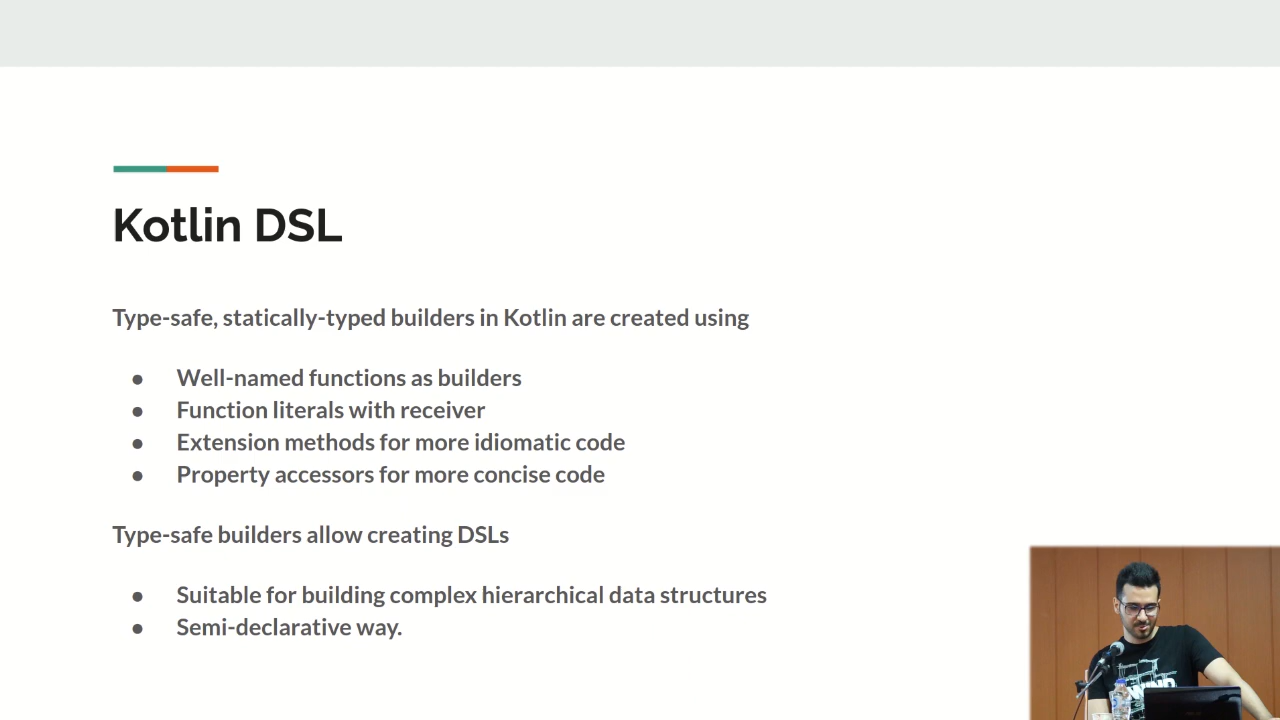 Kotlin DSL
Type-safe, statically-typed builders in Kotlin are created using
● Well-named functions as builders
● Function literals with receiver
● Extension methods for more idiomatic code
● Property accessors for more concise code
Type-safe builders allow creating DSLs
● Suitable for building complex hierarchical data structures
● Semi-declarative way.